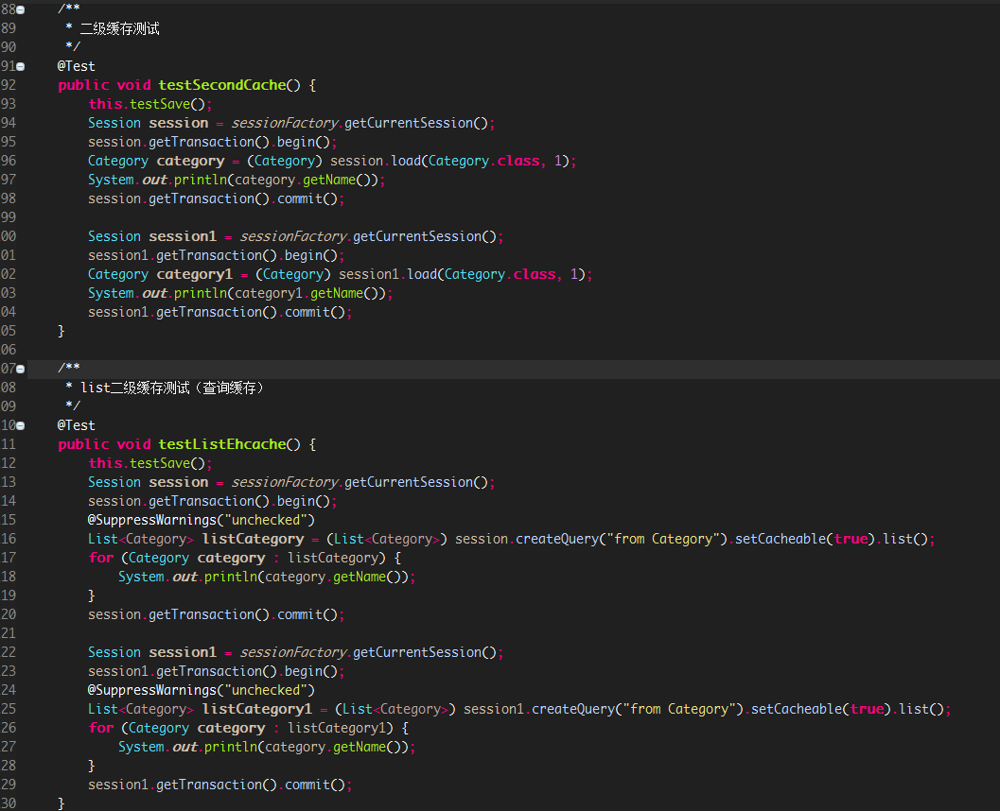 88 /**
89 * 二级缓存测试
90 */
91 @Test
92 public void testSecondCache() {
93 this.testSave();
94 Session session = sessionFactory.getCurrentSession();
95 session.getTransaction().begin();
96 Category category = (Category) session.load(Category.class, 1);
97 System.out.println(category.getName());
98 session.getTransaction().commit();
99
00 Session session1 = sessionFactory.getCurrentSession();
01 session1.getTransaction().begin();
02 Category category1 = (Category) session1.load(Category.class, 1);
03 System.out.println(category1.getName());
04 session1.getTransaction().commit();
05 }
06
07 /**
08 * list二级缓存测试（查询缓存）
09 */
10 @Test
11 public void testListEhcache() {
12 this.testSave();
13 Session session = sessionFactory.getCurrentSession();
14 session.getTransaction().begin();
15 @SuppressWarnings("unchecked")
16 List<Category> listCategory = (List<Category>) session.createQuery("from Category").setCacheable(true).list();
17 for (Category category : listCategory) {
18 System.out.println(category.getName());
19 }
20 session.getTransaction().commit();
21
22 Session session1 = sessionFactory.getCurrentSession();
23 session1.getTransaction().begin();
24 @SuppressWarnings("unchecked")
25 List<Category> listCategory1 = (List<Category>) session1.createQuery("from Category").setCacheable(true).list();
26 for (Category category : listCategory1) {
27 System.out.println(category.getName());
28 }
29 session1.getTransaction().commit();
30 }